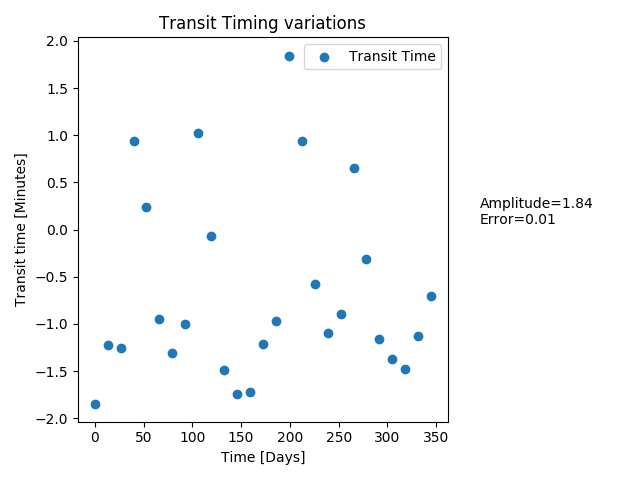 Transit Timing variations
Transit Time
2.0
1.5
1.0
0.5
0.0
−0.5
−1.0
−1.5
−2.0
Transit time [Minutes]
Amplitude=1.84
Error=0.01
0
50
100
150
200
250
300
350
Time [Days]